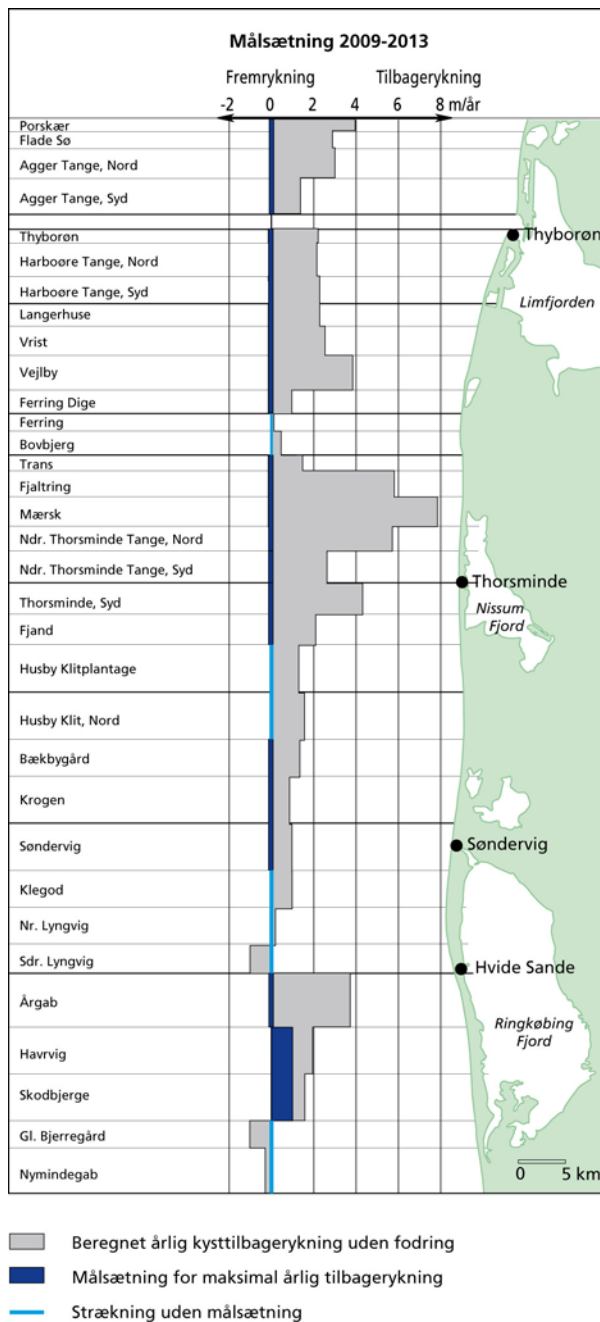 Målsætning 2009-2013
Fremrykning Tilbagerykning
-2 0 2 4 6 8 m/år
Porskær
Flade Sø
Agger Tange, Nord
Agger Tange, Syd
Thyborøn
Thyborøn
Harboøre Tange, Nord
Harboøre Tange, Syd
Limfjorden
Langerhuse
Vrist
Vejlby
Ferring Dige
Ferring
Bovbjerg
Trans
Fjaltring
Mærsk
Ndr. Thorsminde Tange, Nord
Ndr. Thorsminde Tange, Syd
Thorsminde
Thorsminde, Syd
Nissum
Fjord
Fjand
Husby Klitplantage
Husby Klit, Nord
Bækbygård
Krogen
Søndervig
Søndervig
Klegod
Nr. Lyngvig
Sdr. Lyngvig
Hvide Sande
Årgab
Ringkøbing
Fjord
Havrvig
Skodbjerge
Gl. Bjerregård
Nymindegab
0 5 km
Beregnet årlig kysttilbagerykning uden fodring
Målsætning for maksimal årlig tilbagerykning
Strækning uden målsætning